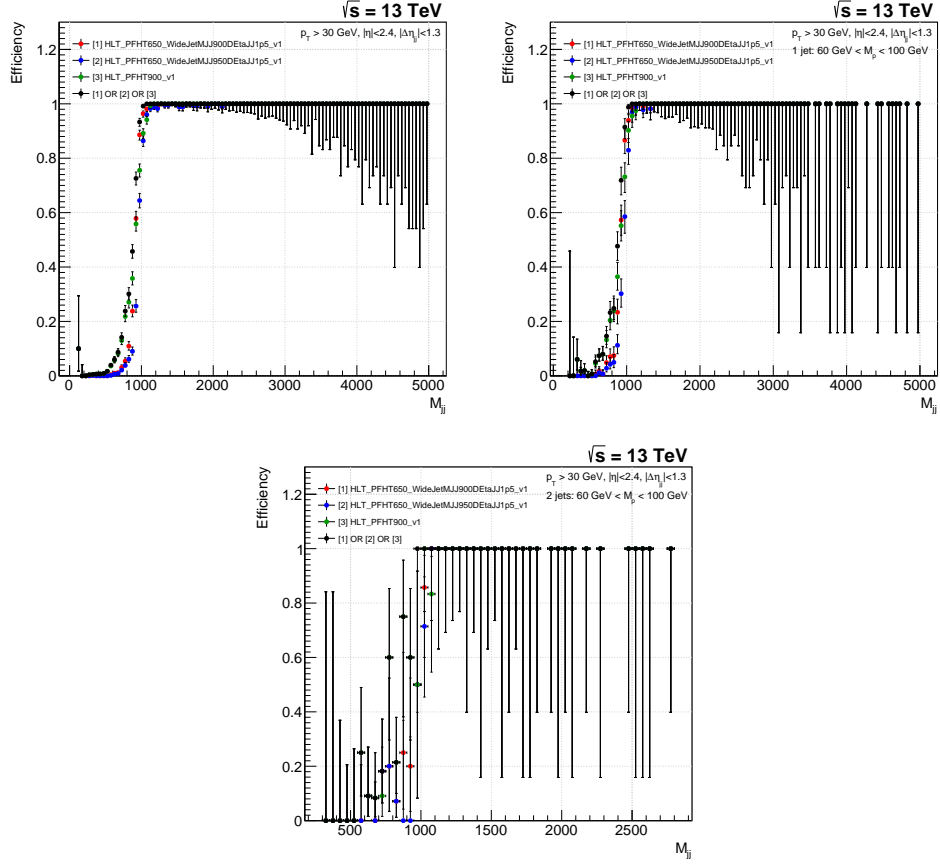 √s = 13 TeV
Efficiency
p_T > 30 GeV, |η|<2.4, |Δη_jj|<1.3
[1] HLT_PFHT650_WideJetMJJ900DEtaJJ1p5_v1
[2] HLT_PFHT650_WideJetMJJ950DEtaJJ1p5_v1
[3] HLT_PFHT900_v1
[1] OR [2] OR [3]
1.2
1
0.8
0.6
0.4
0.2
0
0 1000 2000 3000 4000 5000
M_jj
√s = 13 TeV
Efficiency
p_T > 30 GeV, |η|<2.4, |Δη_jj|<1.3
1 jet: 60 GeV < M_p < 100 GeV
[1] HLT_PFHT650_WideJetMJJ900DEtaJJ1p5_v1
[2] HLT_PFHT650_WideJetMJJ950DEtaJJ1p5_v1
[3] HLT_PFHT900_v1
[1] OR [2] OR [3]
1.2
1
0.8
0.6
0.4
0.2
0
0 1000 2000 3000 4000 5000
M_jj
√s = 13 TeV
Efficiency
p_T > 30 GeV, |η|<2.4, |Δη_jj|<1.3
2 jets: 60 GeV < M_p < 100 GeV
[1] HLT_PFHT650_WideJetMJJ900DEtaJJ1p5_v1
[2] HLT_PFHT650_WideJetMJJ950DEtaJJ1p5_v1
[3] HLT_PFHT900_v1
[1] OR [2] OR [3]
1.2
1
0.8
0.6
0.4
0.2
0
500 1000 1500 2000 2500
M_jj